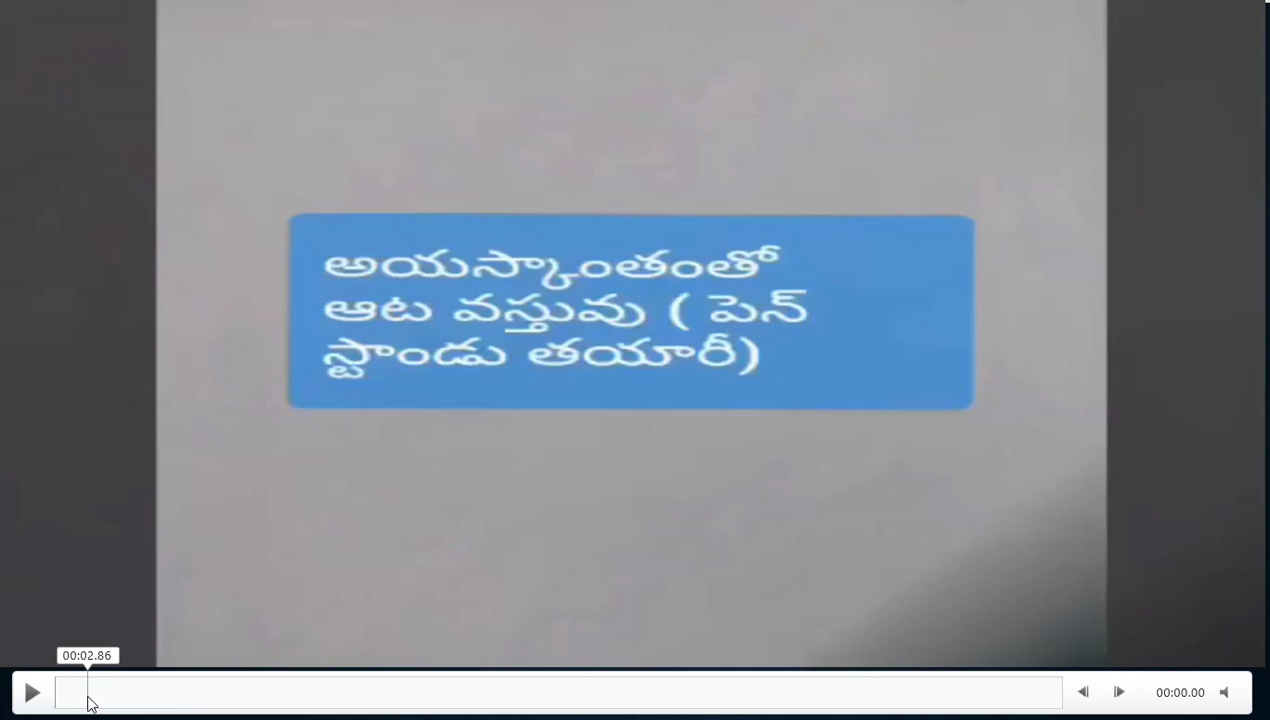 అయస్కాంతంతో
ఆట వస్తువు ( పెన్
స్టాండు తయారీ)
00:02.86
00:00.00